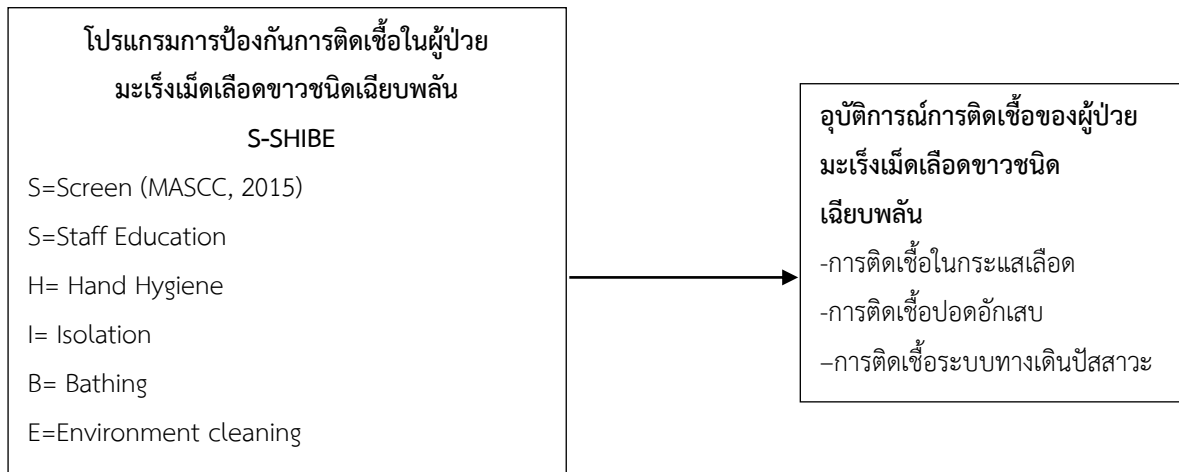 โปรแกรมการป้องกันการติดเชื้อในผู้ป่วย
มะเร็งเม็ดเลือดขาวชนิดเฉียบพลัน
S-SHIBE
S=Screen (MASCC, 2015)
S=Staff Education
H= Hand Hygiene
I= Isolation
B= Bathing
E=Environment cleaning
อุบัติการณ์การติดเชื้อของผู้ป่วย
มะเร็งเม็ดเลือดขาวชนิด
เฉียบพลัน
-การติดเชื้อในกระแสเลือด
-การติดเชื้อปอดอักเสบ
–การติดเชื้อระบบทางเดินปัสสาวะ